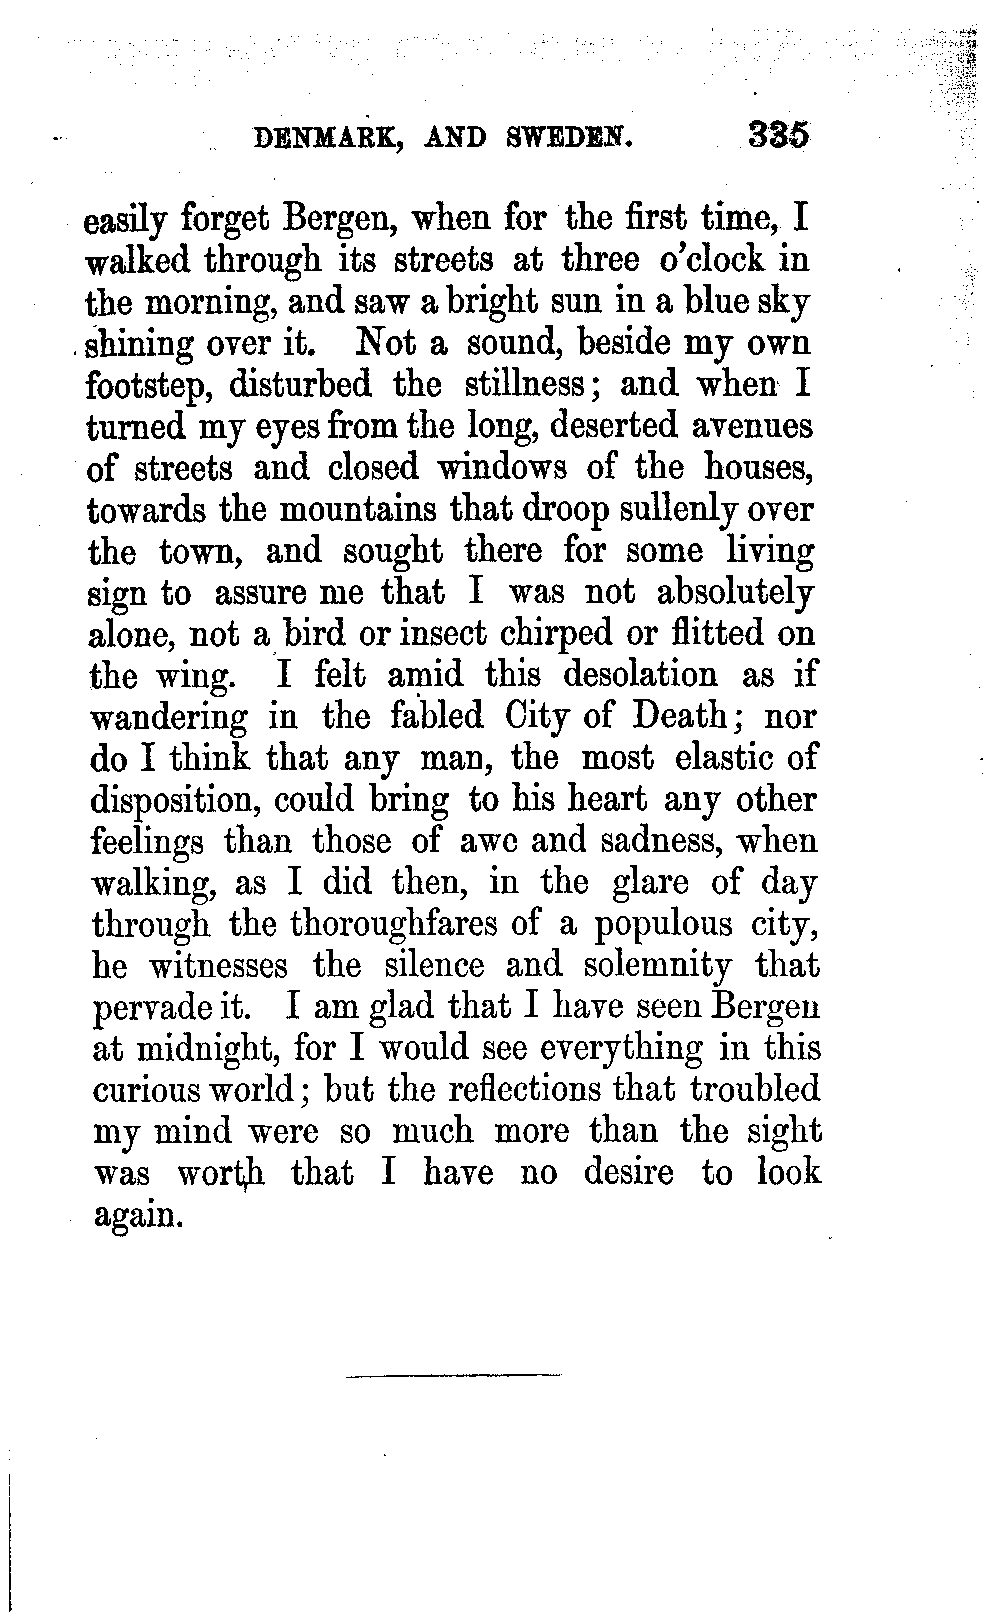 DENMARK, AND SWEDEN. 335
easily forget Bergen, when for the first time, I
walked through its streets at three o'clock in
the morning, and saw a bright sun in a blue sky
shining over it. Not a sound, beside my own
footstep, disturbed the stillness; and when I
turned my eyes from the long, deserted avenues
of streets and closed windows of the houses,
towards the mountains that droop sullenly over
the town, and sought there for some living
sign to assure me that I was not absolutely
alone, not a bird or insect chirped or flitted on
the wing. I felt amid this desolation as if
wandering in the fabled City of Death; nor
do I think that any man, the most elastic of
disposition, could bring to his heart any other
feelings than those of awe and sadness, when
walking, as I did then, in the glare of day
through the thoroughfares of a populous city,
he witnesses the silence and solemnity that
pervade it. I am glad that I have seen Bergen
at midnight, for I would see everything in this
curious world; but the reflections that troubled
my mind were so much more than the sight
was worth that I have no desire to look
again.